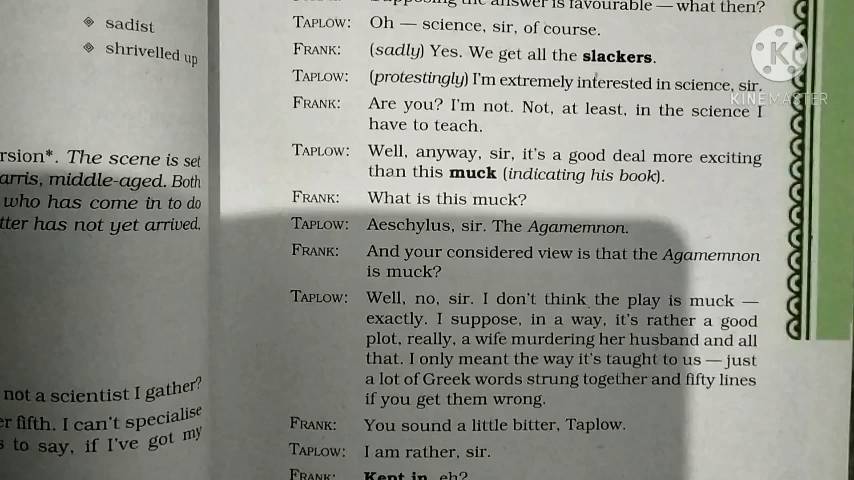 sadist
shrivelled up
rsion*. The scene is set
arris, middle-aged. Both
who has come in to do
tter has not yet arrived.
not a scientist I gather?
er fifth. I can't specialise
s to say, if I've got my
the answer is favourable — what then?
TAPLOW: Oh — science, sir, of course.
FRANK: (sadly) Yes. We get all the slackers.
TAPLOW: (protestingly) I'm extremely interested in science, sir.
FRANK: Are you? I'm not. Not, at least, in the science I
have to teach.
TAPLOW: Well, anyway, sir, it's a good deal more exciting
than this muck (indicating his book).
FRANK: What is this muck?
TAPLOW: Aeschylus, sir. The Agamemnon.
FRANK: And your considered view is that the Agamemnon
is muck?
TAPLOW: Well, no, sir. I don't think the play is muck —
exactly. I suppose, in a way, it's rather a good
plot, really, a wife murdering her husband and all
that. I only meant the way it's taught to us — just
a lot of Greek words strung together and fifty lines
if you get them wrong.
FRANK: You sound a little bitter, Taplow.
TAPLOW: I am rather, sir.
FRANK: Kept in, eh?
KINEMASTER